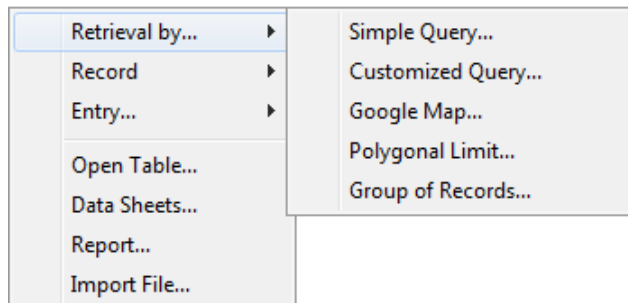 Retrieval by...
Record
Entry...
Open Table...
Data Sheets...
Report...
Import File...
Simple Query...
Customized Query...
Google Map...
Polygonal Limit...
Group of Records...